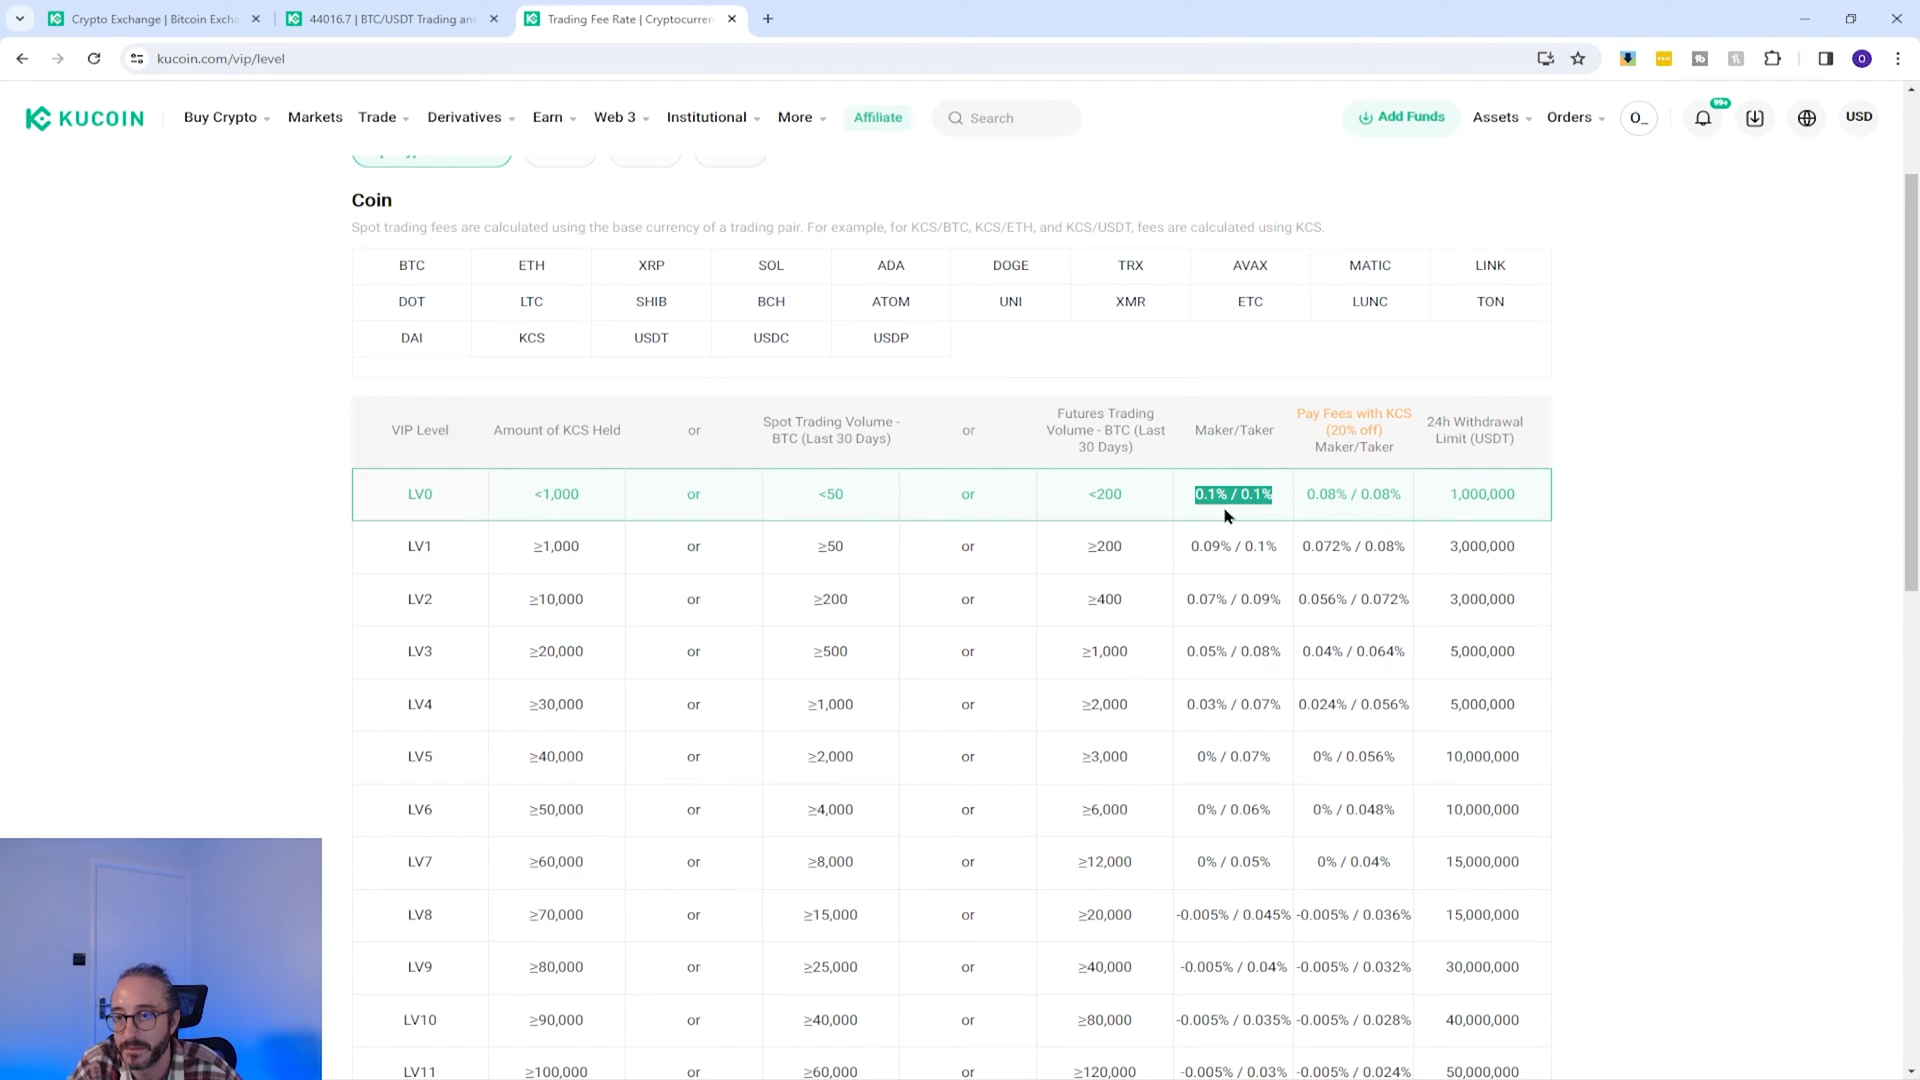 Crypto Exchange | Bitcoin Excha
44016.7 | BTC/USDT Trading and
Trading Fee Rate | Cryptocurren
kucoin.com/vip/level
KUCOIN
Buy Crypto
Markets
Trade
Derivatives
Earn
Web 3
Institutional
More
Affiliate
Search
Add Funds
Assets
Orders
O_
99+
USD
Coin
Spot trading fees are calculated using the base currency of a trading pair. For example, for KCS/BTC, KCS/ETH, and KCS/USDT, fees are calculated using KCS.
BTC ETH XRP SOL ADA DOGE TRX AVAX MATIC LINK
DOT LTC SHIB BCH ATOM UNI XMR ETC LUNC TON
DAI KCS USDT USDC USDP
VIP Level
Amount of KCS Held
or
Spot Trading Volume -
BTC (Last 30 Days)
or
Futures Trading
Volume - BTC (Last
30 Days)
Maker/Taker
Pay Fees with KCS
(20% off)
Maker/Taker
24h Withdrawal
Limit (USDT)
LV0 <1,000 or <50 or <200 0.1% / 0.1% 0.08% / 0.08% 1,000,000
LV1 ≥1,000 or ≥50 or ≥200 0.09% / 0.1% 0.072% / 0.08% 3,000,000
LV2 ≥10,000 or ≥200 or ≥400 0.07% / 0.09% 0.056% / 0.072% 3,000,000
LV3 ≥20,000 or ≥500 or ≥1,000 0.05% / 0.08% 0.04% / 0.064% 5,000,000
LV4 ≥30,000 or ≥1,000 or ≥2,000 0.03% / 0.07% 0.024% / 0.056% 5,000,000
LV5 ≥40,000 or ≥2,000 or ≥3,000 0% / 0.07% 0% / 0.056% 10,000,000
LV6 ≥50,000 or ≥4,000 or ≥6,000 0% / 0.06% 0% / 0.048% 10,000,000
LV7 ≥60,000 or ≥8,000 or ≥12,000 0% / 0.05% 0% / 0.04% 15,000,000
LV8 ≥70,000 or ≥15,000 or ≥20,000 -0.005% / 0.045% -0.005% / 0.036% 15,000,000
LV9 ≥80,000 or ≥25,000 or ≥40,000 -0.005% / 0.04% -0.005% / 0.032% 30,000,000
LV10 ≥90,000 or ≥40,000 or ≥80,000 -0.005% / 0.035% -0.005% / 0.028% 40,000,000
LV11 ≥100,000 or ≥60,000 or ≥120,000 -0.005% / 0.03% -0.005% / 0.024% 50,000,000